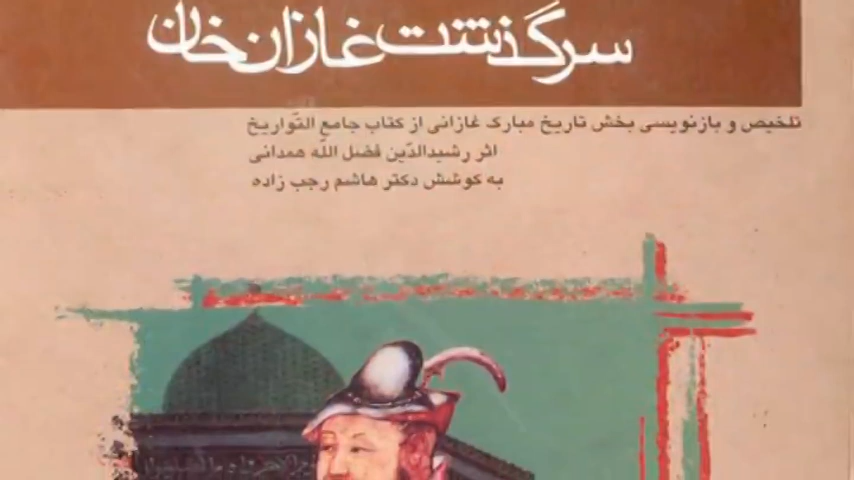 سرگذشت غازان خان
تلخیص و بازنویسی بخش تاریخ مبارک غازانی از کتاب جامع التّواریخ
اثر رشیدالدّین فضل اللّه همدانی
به کوشش دکتر هاشم رجب زاده